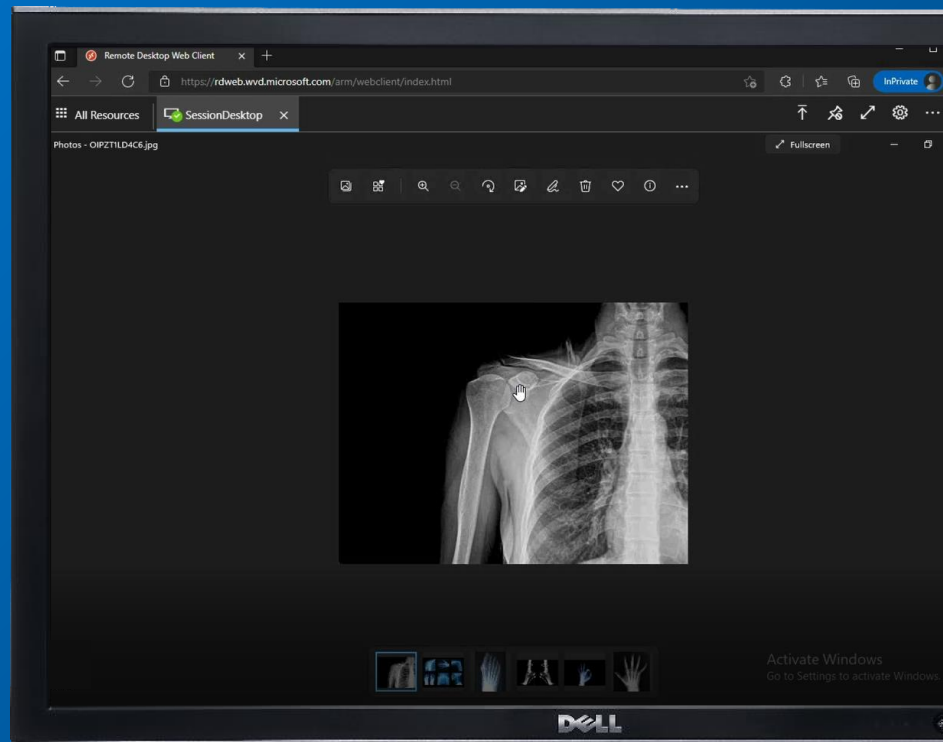 Remote Desktop Web Client
https://rdweb.wvd.microsoft.com/arm/webclient/index.html
InPrivate
All Resources
SessionDesktop
Photos - OIPZT1LD4C6.jpg
Fullscreen
Activate Windows
Go to Settings to activate Windows.
DELL